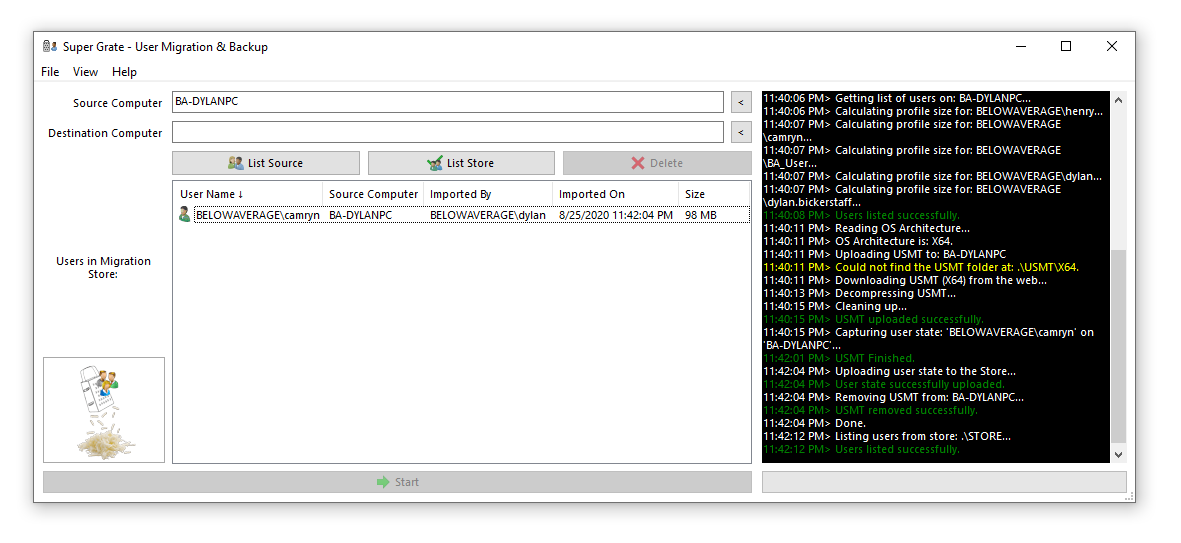 Super Grate - User Migration & Backup
File View Help
Source Computer BA-DYLANPC <
Destination Computer <
List Source List Store Delete
User Name ↓ Source Computer Imported By Imported On Size
BELOWAVERAGE\camryn BA-DYLANPC BELOWAVERAGE\dylan 8/25/2020 11:42:04 PM 98 MB
Users in Migration
Store:
Start
11:40:06 PM> Getting list of users on: BA-DYLANPC...
11:40:06 PM> Calculating profile size for: BELOWAVERAGE\henry...
11:40:07 PM> Calculating profile size for: BELOWAVERAGE
\camryn...
11:40:07 PM> Calculating profile size for: BELOWAVERAGE
\BA_User...
11:40:07 PM> Calculating profile size for: BELOWAVERAGE\dylan...
11:40:07 PM> Calculating profile size for: BELOWAVERAGE
\dylan.bickerstaff...
11:40:08 PM> Users listed successfully.
11:40:11 PM> Reading OS Architecture...
11:40:11 PM> OS Architecture is: X64.
11:40:11 PM> Uploading USMT to: BA-DYLANPC
11:40:11 PM> Could not find the USMT folder at: .\USMT\X64.
11:40:11 PM> Downloading USMT (X64) from the web...
11:40:13 PM> Decompressing USMT...
11:40:15 PM> Cleaning up...
11:40:15 PM> USMT uploaded successfully.
11:40:15 PM> Capturing user state: 'BELOWAVERAGE\camryn' on
'BA-DYLANPC'...
11:42:01 PM> USMT Finished.
11:42:04 PM> Uploading user state to the Store...
11:42:04 PM> User state successfully uploaded.
11:42:04 PM> Removing USMT from: BA-DYLANPC...
11:42:04 PM> USMT removed successfully.
11:42:04 PM> Done.
11:42:12 PM> Listing users from store: .\STORE...
11:42:12 PM> Users listed successfully.